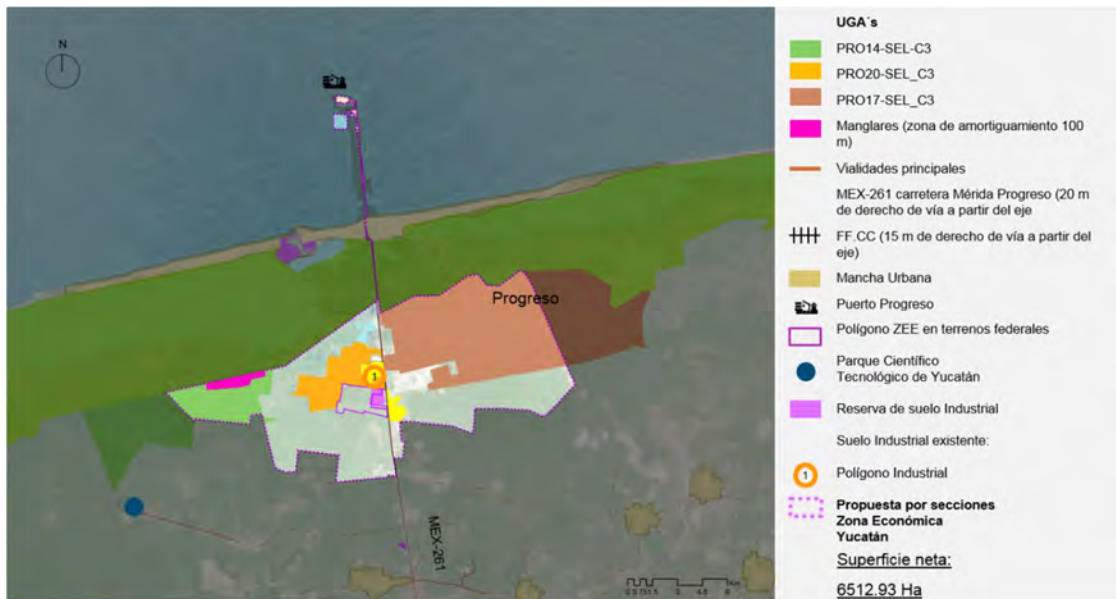 N
Progreso
1
MEX-261
Km
UGA´s
PRO14-SEL-C3
PRO20-SEL_C3
PRO17-SEL_C3
Manglares (zona de amortiguamiento 100
m)
Vialidades principales
MEX-261 carretera Mérida Progreso (20 m
de derecho de vía a partir del eje
FF.CC (15 m de derecho de vía a partir del
eje)
Mancha Urbana
Puerto Progreso
Polígono ZEE en terrenos federales
Parque Científico
Tecnológico de Yucatán
Reserva de suelo Industrial
Suelo Industrial existente:
1
Polígono Industrial
Propuesta por secciones
Zona Económica
Yucatán
Superficie neta:
6512.93 Ha